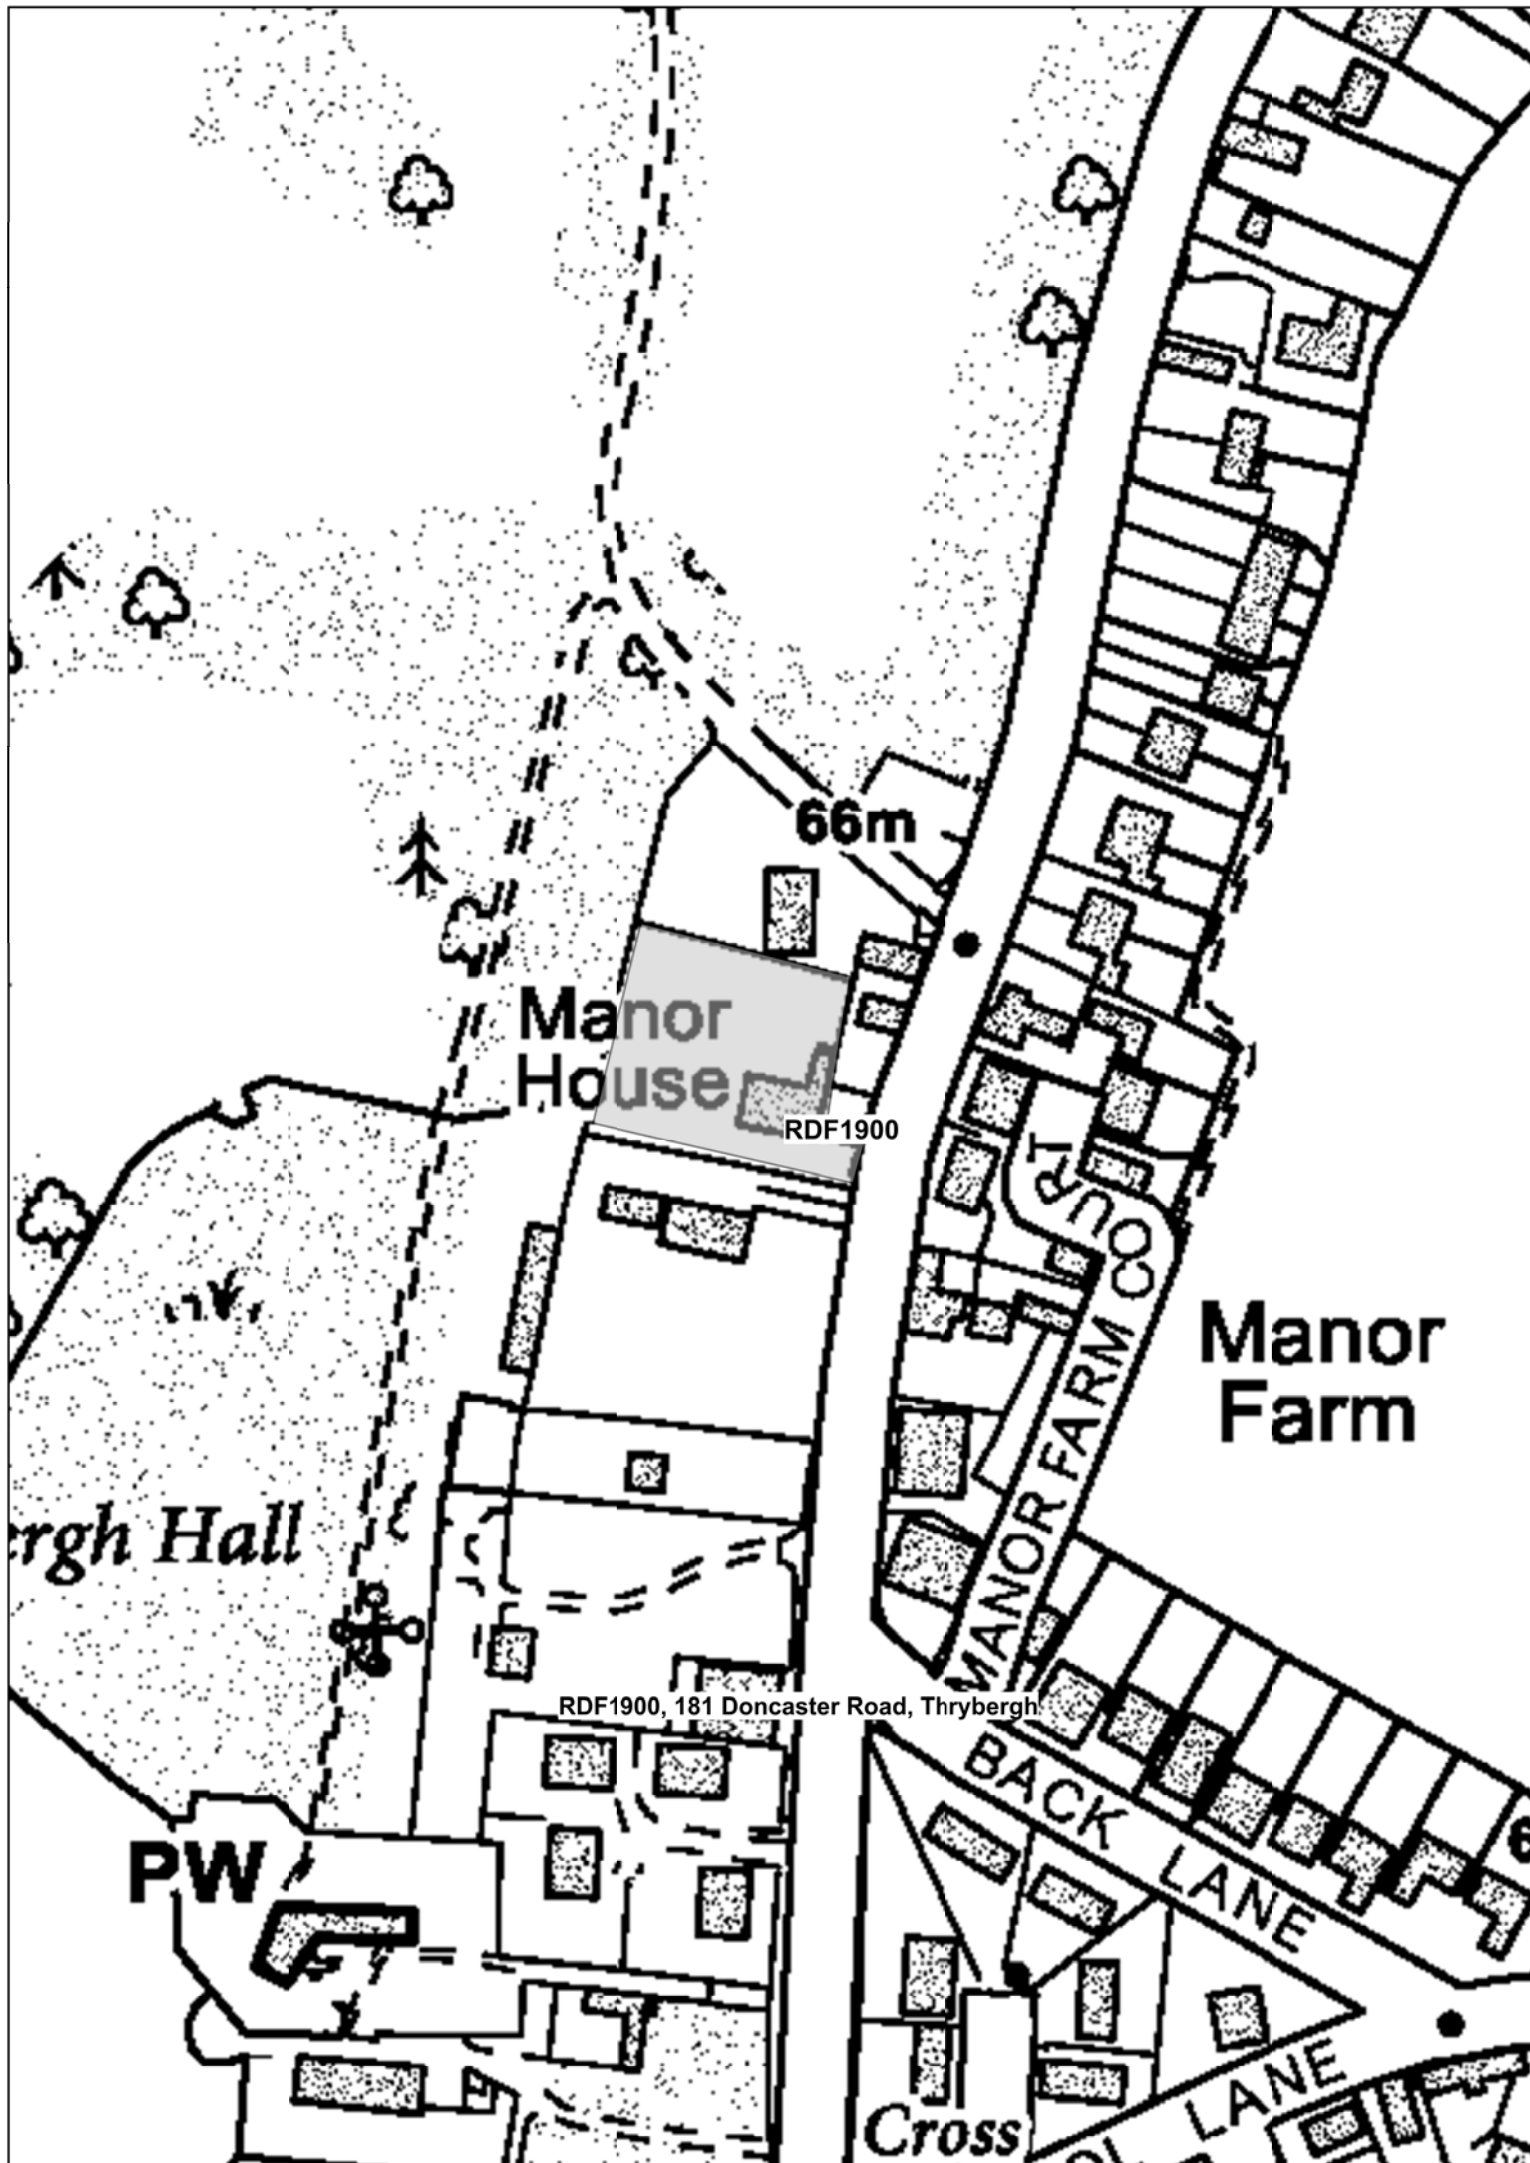 66m
Manor
House
RDF1900
MANOR FARM COURT
Manor
Farm
ergh Hall
RDF1900, 181 Doncaster Road, Thrybergh
BACK LANE
PW
LANE
Cross